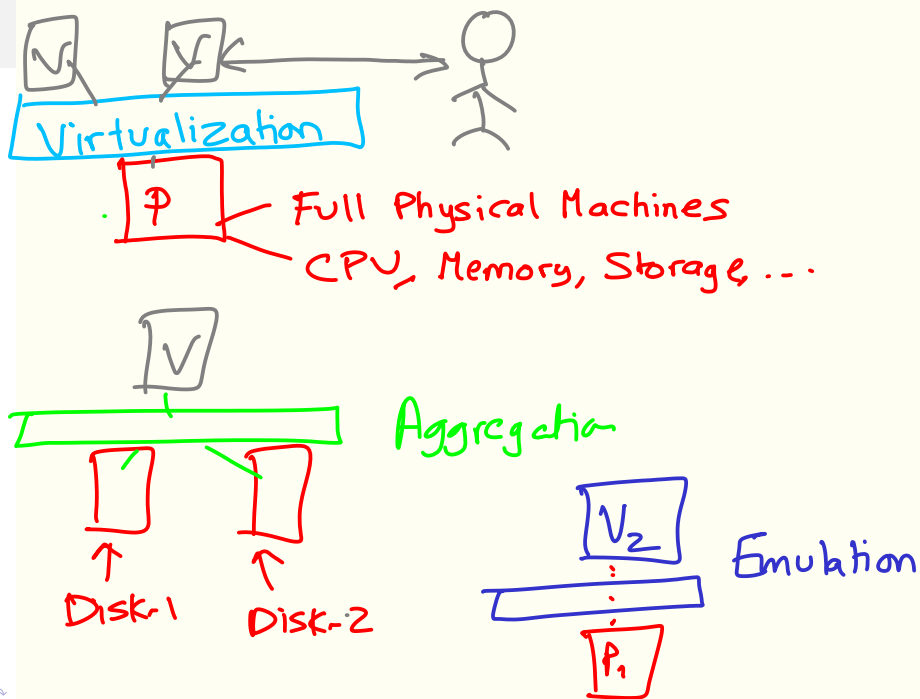 V V
Virtualization
P
Full Physical Machines
CPU, Memory, Storage, ...
V
Aggregation
Disk-1
Disk-2
V2
Emulation
P1